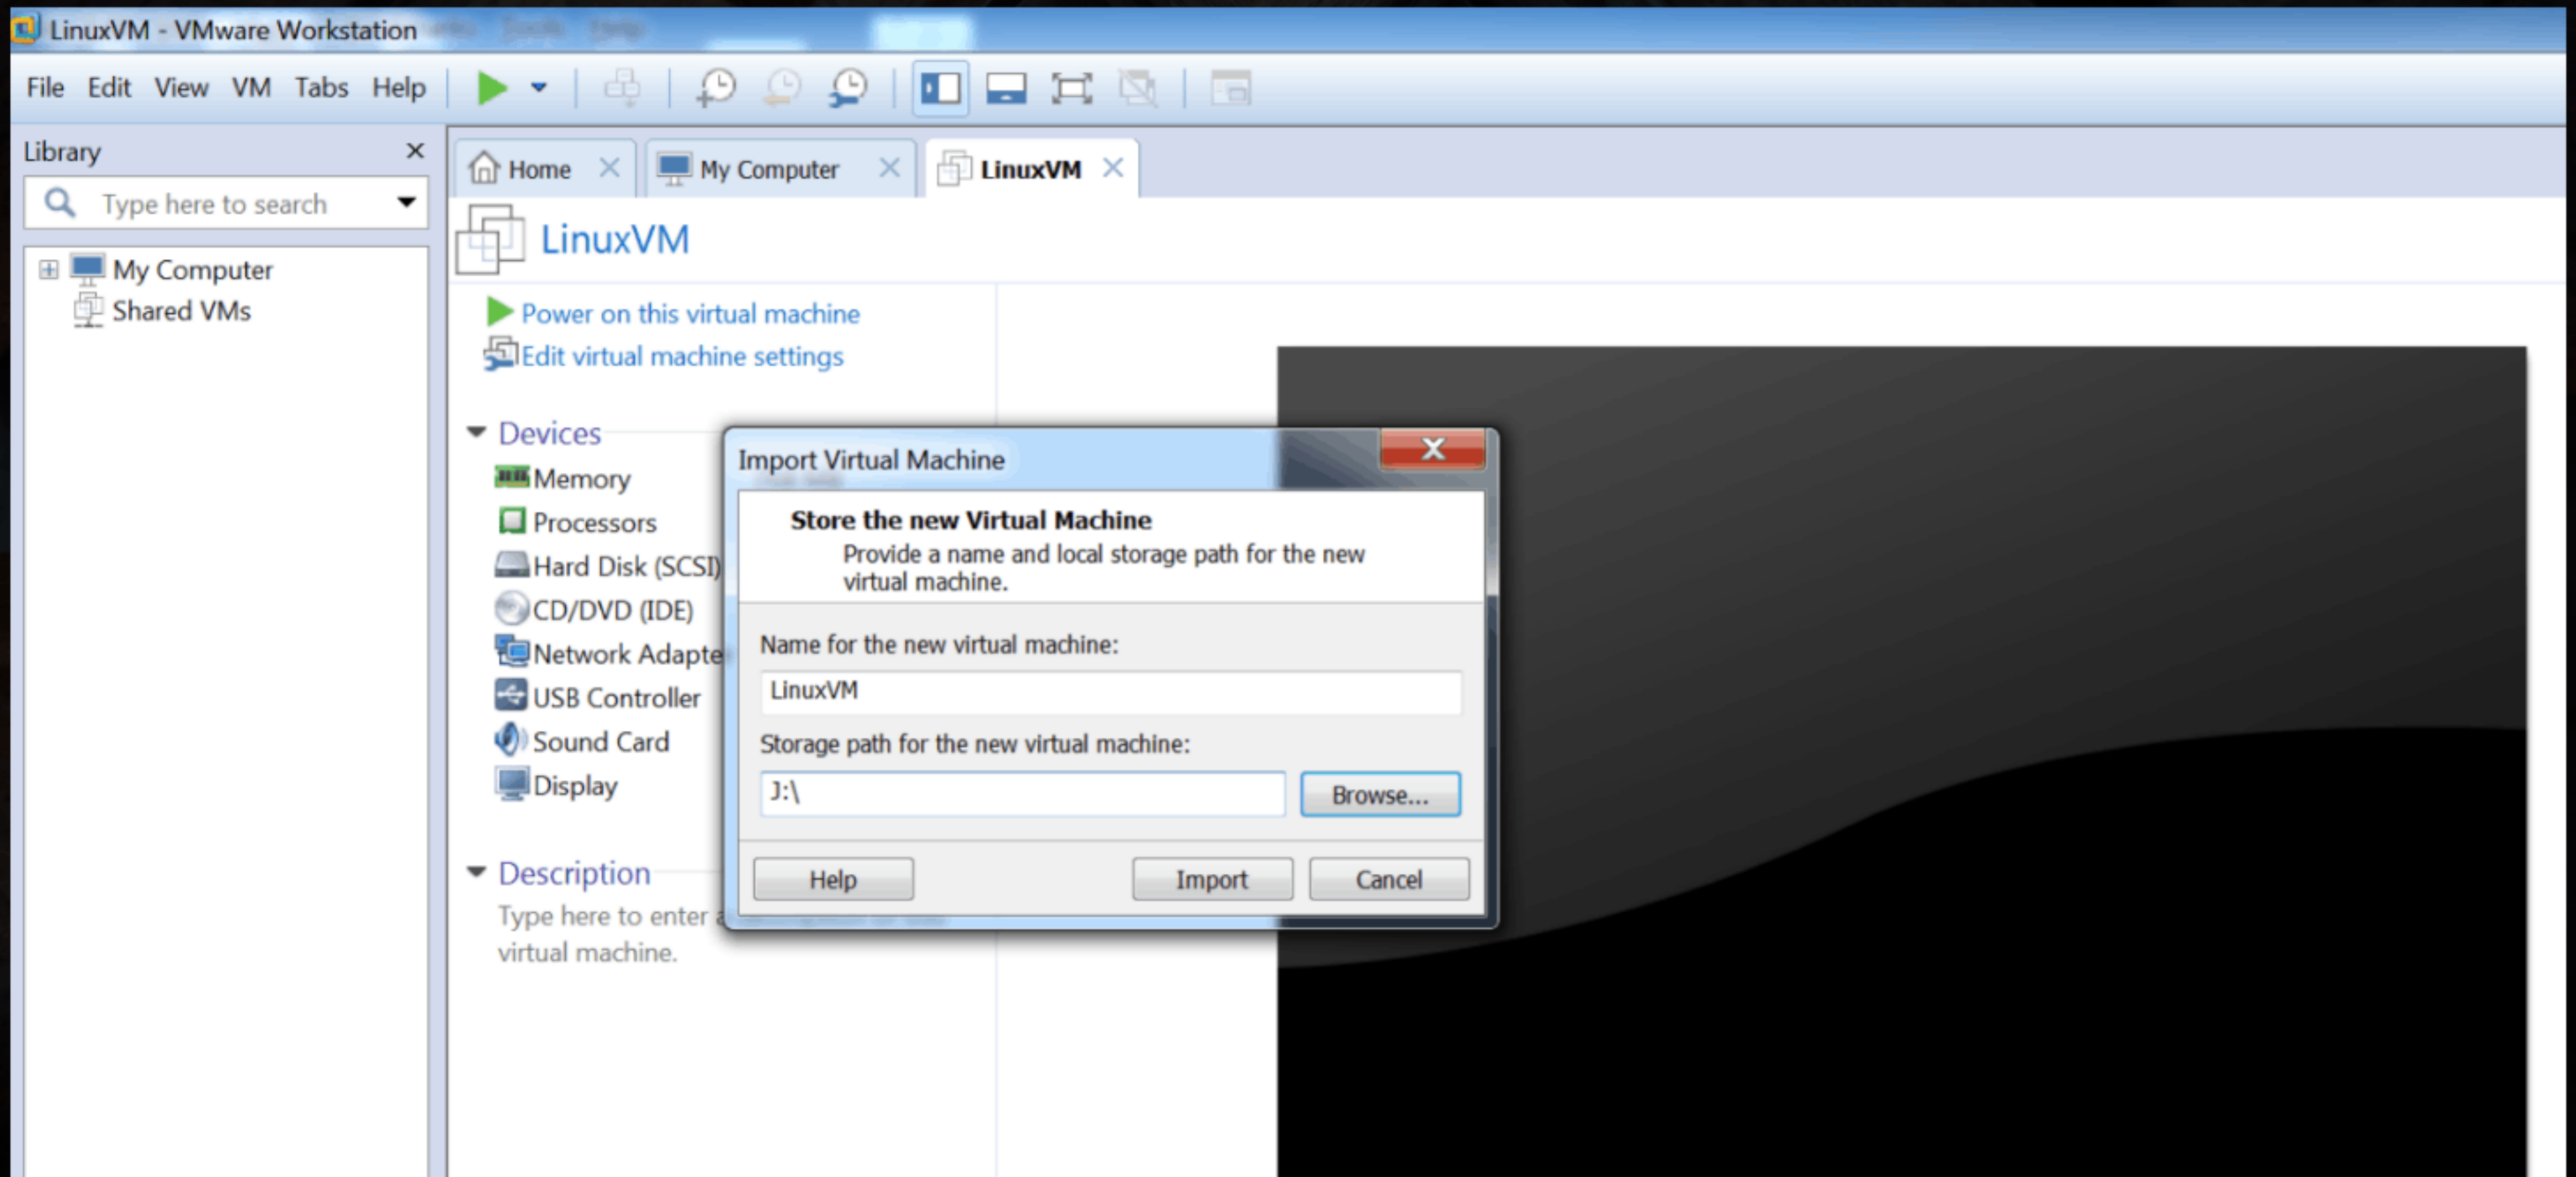 LinuxVM - VMware Workstation
File Edit View VM Tabs Help
Library
Type here to search
My Computer
Shared VMs
Home
My Computer
LinuxVM
LinuxVM
Power on this virtual machine
Edit virtual machine settings
Devices
Memory
Processors
Hard Disk (SCSI)
CD/DVD (IDE)
Network Adapte
USB Controller
Sound Card
Display
Description
Type here to enter a
virtual machine.
Import Virtual Machine
Store the new Virtual Machine
Provide a name and local storage path for the new
virtual machine.
Name for the new virtual machine:
LinuxVM
Storage path for the new virtual machine:
J:\
Browse...
Help
Import
Cancel